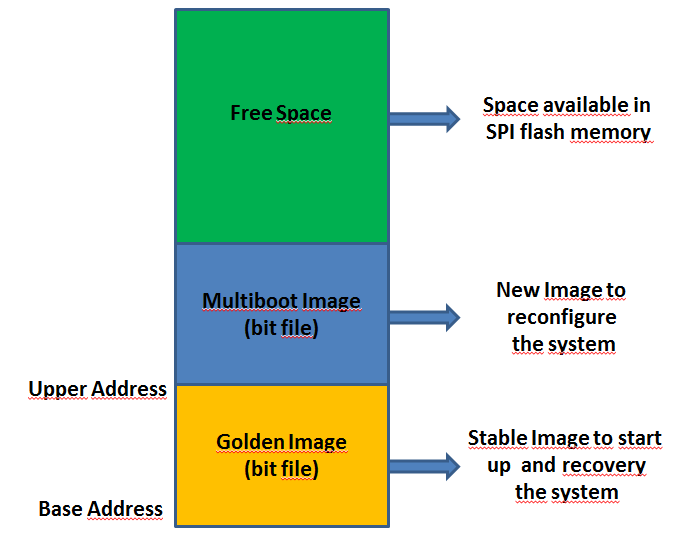 Free Space
Space available in
SPI flash memory
Multiboot Image
(bit file)
New Image to
reconfigure
the system
Upper Address
Golden Image
(bit file)
Stable Image to start
up and recovery
the system
Base Address